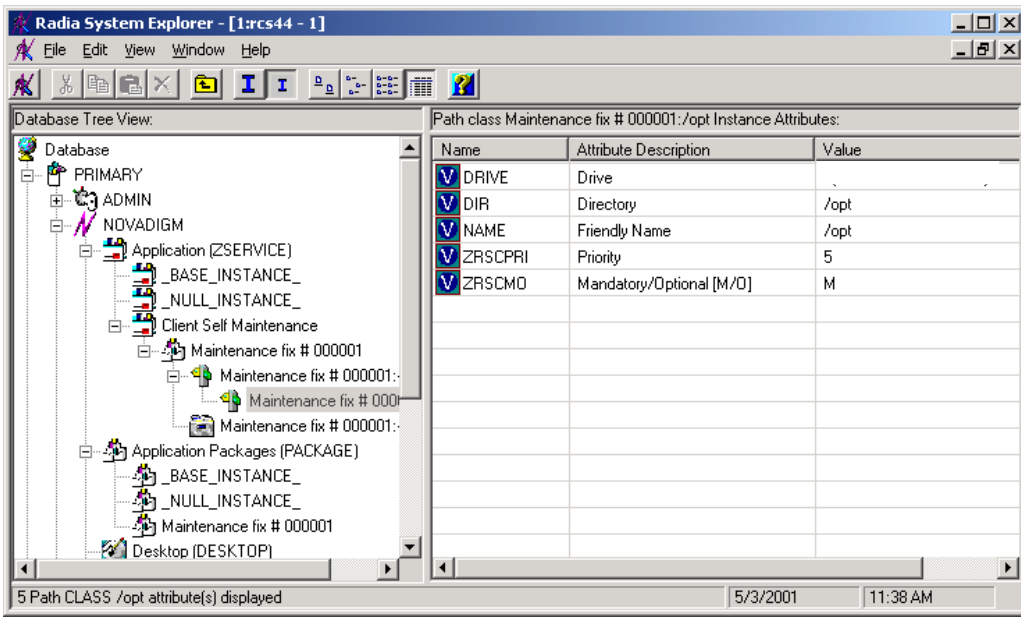 Radia System Explorer - [1:rcs44 - 1]
File Edit View Window Help
Database Tree View:
Path class Maintenance fix # 000001:/opt Instance Attributes:
Database
PRIMARY
ADMIN
NOVADIGM
Application (ZSERVICE)
_BASE_INSTANCE_
_NULL_INSTANCE_
Client Self Maintenance
Maintenance fix # 000001
Maintenance fix # 000001:
Maintenance fix # 000
Maintenance fix # 000001:
Application Packages (PACKAGE)
_BASE_INSTANCE_
_NULL_INSTANCE_
Maintenance fix # 000001
Desktop (DESKTOP)
Name Attribute Description Value
V DRIVE Drive
V DIR Directory /opt
V NAME Friendly Name /opt
V ZRSCPRI Priority 5
V ZRSCMO Mandatory/Optional [M/O] M
5 Path CLASS /opt attribute(s) displayed
5/3/2001
11:38 AM